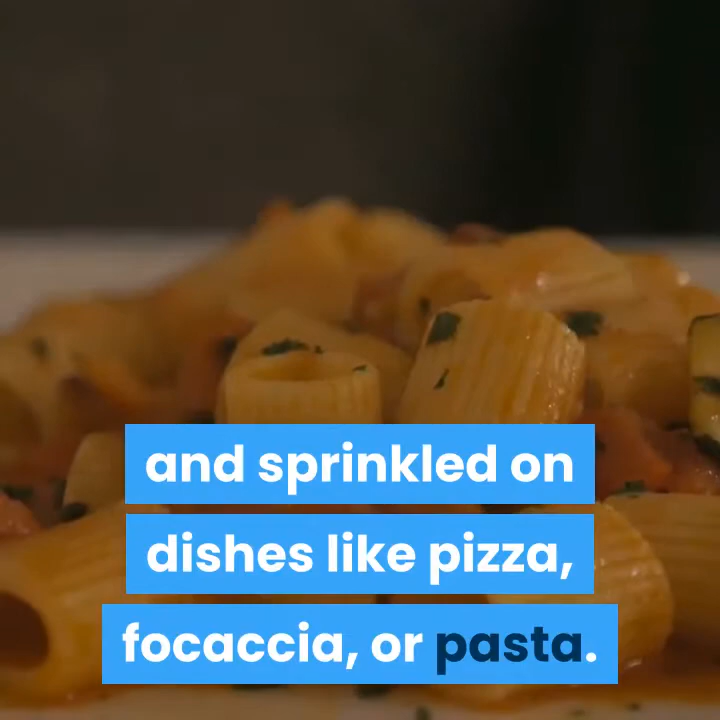 and sprinkled on
dishes like pizza,
focaccia, or pasta.